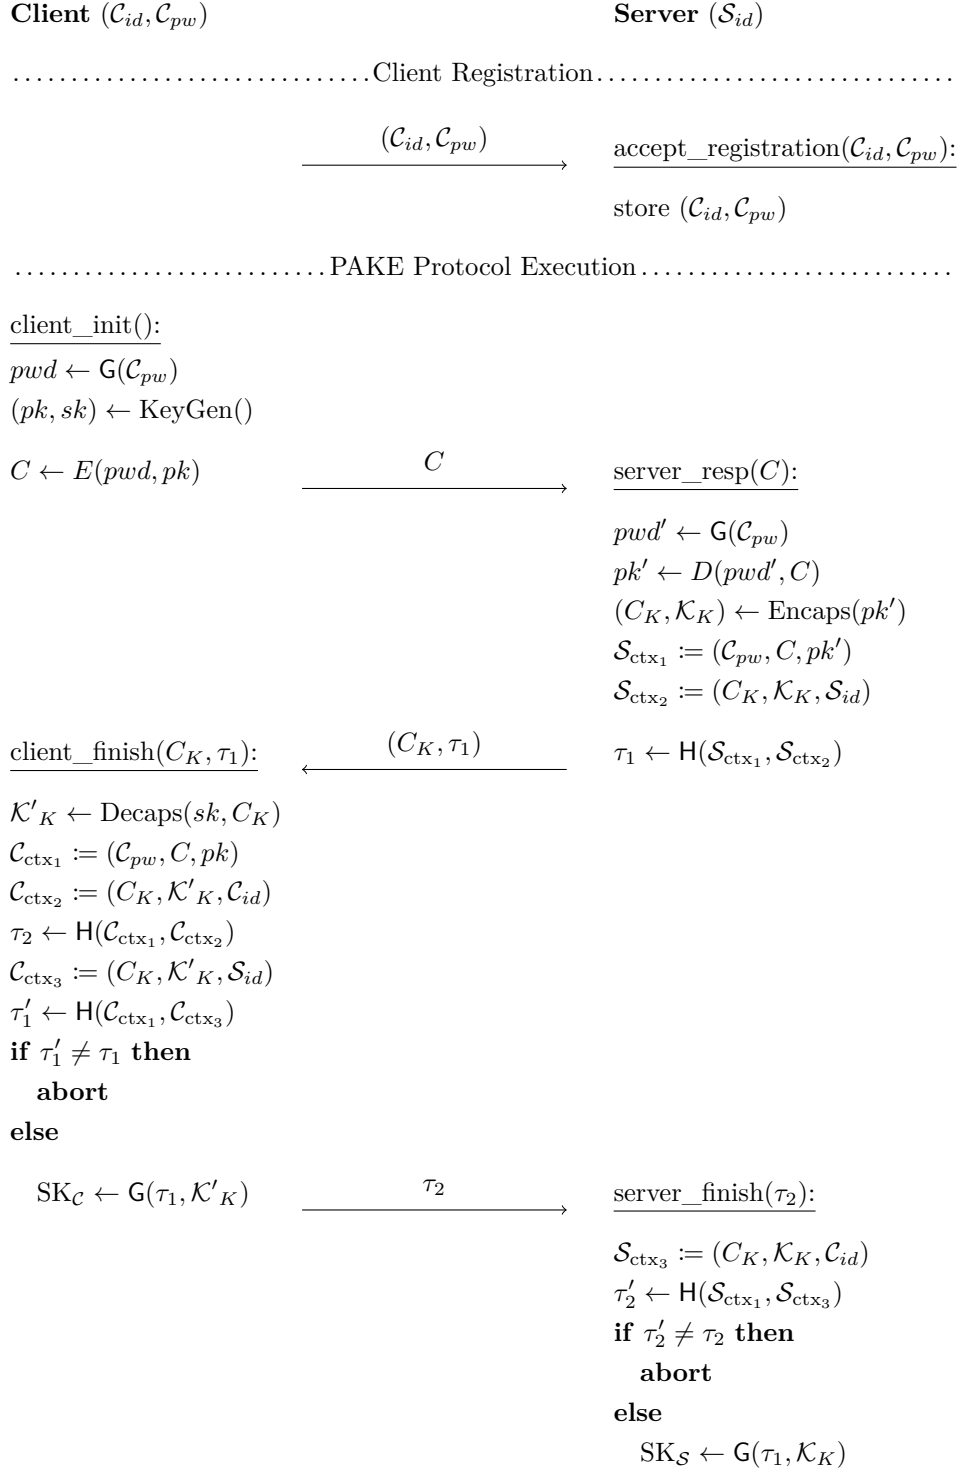 Client (𝒞_id, 𝒞_pw) Server (𝒮_id)
................................Client Registration................................
(𝒞_id, 𝒞_pw) accept_registration(𝒞_id, 𝒞_pw):
store (𝒞_id, 𝒞_pw)
............................PAKE Protocol Execution............................
client_init():
pwd ← G(𝒞_pw)
(pk, sk) ← KeyGen()
C ← E(pwd, pk) C server_resp(C):
pwd′ ← G(𝒞_pw)
pk′ ← D(pwd′, C)
(C_K, 𝒦_K) ← Encaps(pk′)
𝒮_ctx₁ := (𝒞_pw, C, pk′)
𝒮_ctx₂ := (C_K, 𝒦_K, 𝒮_id)
client_finish(C_K, τ₁): (C_K, τ₁) τ₁ ← H(𝒮_ctx₁, 𝒮_ctx₂)
𝒦′_K ← Decaps(sk, C_K)
𝒞_ctx₁ := (𝒞_pw, C, pk)
𝒞_ctx₂ := (C_K, 𝒦′_K, 𝒞_id)
τ₂ ← H(𝒞_ctx₁, 𝒞_ctx₂)
𝒞_ctx₃ := (C_K, 𝒦′_K, 𝒮_id)
τ′₁ ← H(𝒞_ctx₁, 𝒞_ctx₃)
if τ′₁ ≠ τ₁ then
abort
else
SK_𝒞 ← G(τ₁, 𝒦′_K) τ₂ server_finish(τ₂):
𝒮_ctx₃ := (C_K, 𝒦_K, 𝒞_id)
τ′₂ ← H(𝒮_ctx₁, 𝒮_ctx₃)
if τ′₂ ≠ τ₂ then
abort
else
SK_𝒮 ← G(τ₁, 𝒦_K)